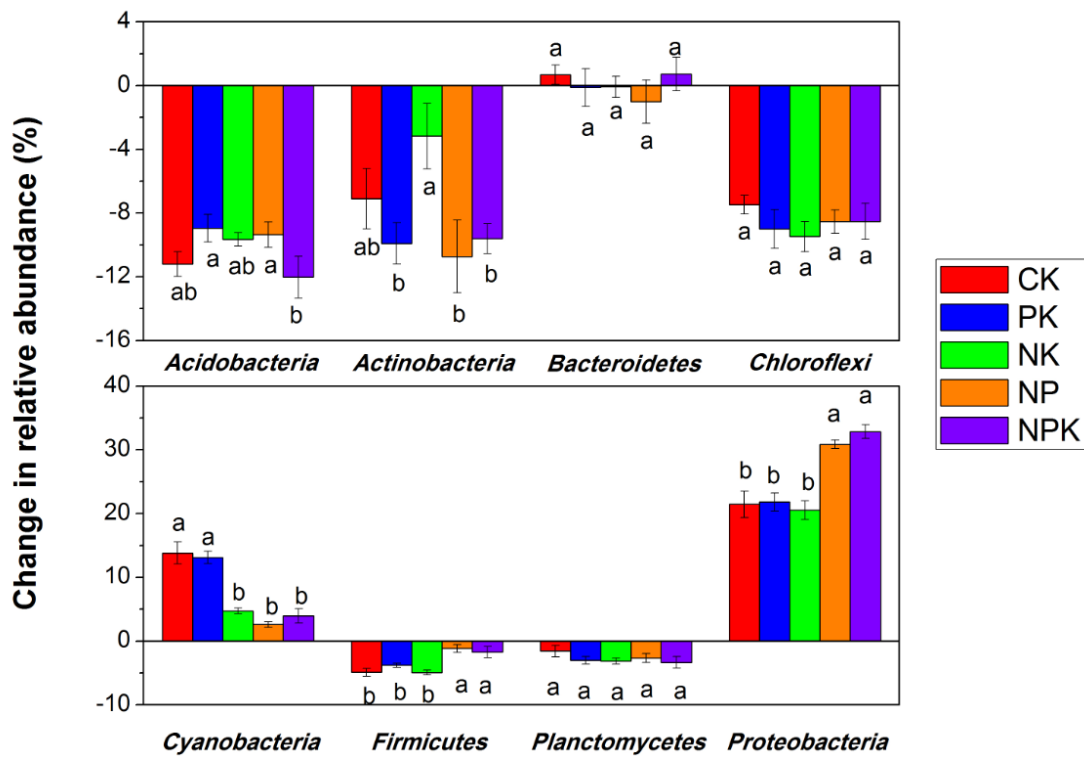 Change in relative abundance (%)
4
0
-4
-8
-12
-16
ab
a
ab
a
b
ab
b
a
b
b
a
a
a
a
a
a
a
a
a
a
Acidobacteria Actinobacteria Bacteroidetes Chloroflexi
40
30
20
10
0
-10
a
a
b
b
b
b
b
b
a
a
a
a
a
a
a
b
b
b
a
a
Cyanobacteria Firmicutes Planctomycetes Proteobacteria
CK
PK
NK
NP
NPK